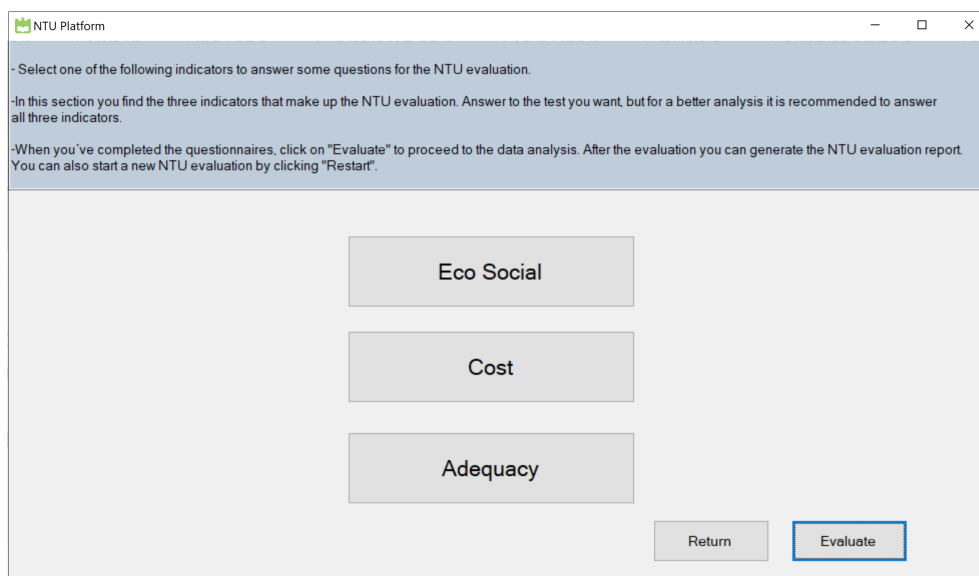 NTU Platform
- Select one of the following indicators to answer some questions for the NTU evaluation.
-In this section you find the three indicators that make up the NTU evaluation. Answer to the test you want, but for a better analysis it is recommended to answer
all three indicators.
-When you´ve completed the questionnaires, click on "Evaluate" to proceed to the data analysis. After the evaluation you can generate the NTU evaluation report.
You can also start a new NTU evaluation by clicking "Restart".
Eco Social
Cost
Adequacy
Return
Evaluate